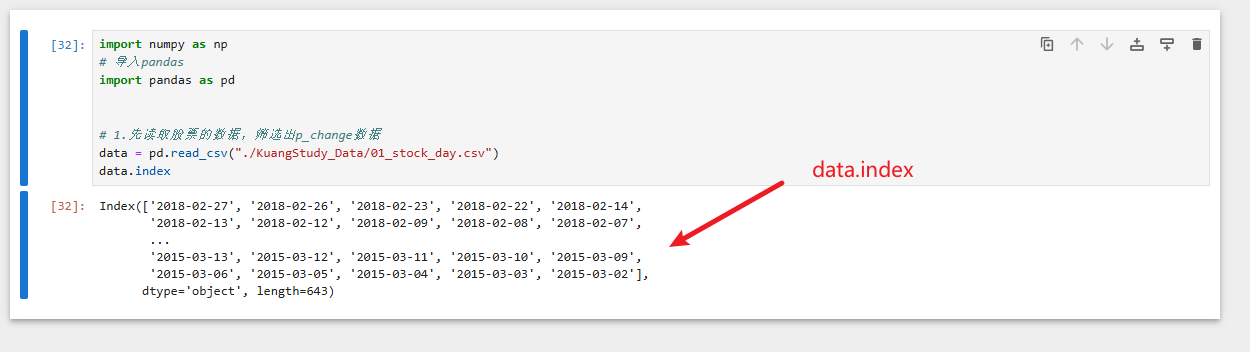 [32]:
import numpy as np
# 导入pandas
import pandas as pd
# 1.先读取股票的数据，筛选出p_change数据
data = pd.read_csv("./KuangStudy_Data/01_stock_day.csv")
data.index
data.index
[32]:
Index(['2018-02-27', '2018-02-26', '2018-02-23', '2018-02-22', '2018-02-14',
'2018-02-13', '2018-02-12', '2018-02-09', '2018-02-08', '2018-02-07',
...
'2015-03-13', '2015-03-12', '2015-03-11', '2015-03-10', '2015-03-09',
'2015-03-06', '2015-03-05', '2015-03-04', '2015-03-03', '2015-03-02'],
dtype='object', length=643)